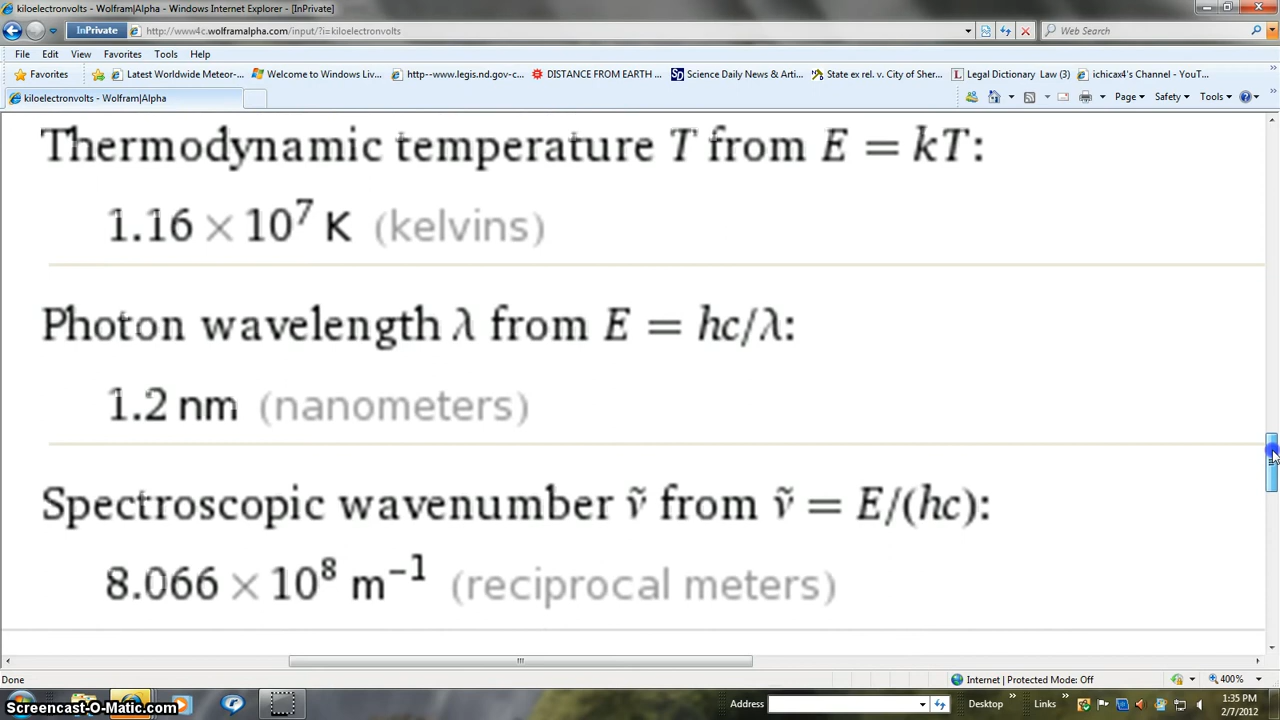 kiloelectronvolts - Wolfram|Alpha - Windows Internet Explorer - [InPrivate]
InPrivate
http://www4c.wolframalpha.com/input/?i=kiloelectronvolts
Web Search
File Edit View Favorites Tools Help
Favorites Latest Worldwide Meteor-... Welcome to Windows Liv... http--www.legis.nd.gov-c... DISTANCE FROM EARTH ... Science Daily News & Arti... State ex rel. v. City of Sher... Legal Dictionary Law (3) ichicax4's Channel - YouT...
kiloelectronvolts - Wolfram|Alpha
Page Safety Tools
Thermodynamic temperature T from E = kT:
1.16 × 10⁷ K (kelvins)
Photon wavelength λ from E = hc/λ:
1.2 nm (nanometers)
Spectroscopic wavenumber ṽ from ṽ = E/(hc):
8.066 × 10⁸ m⁻¹ (reciprocal meters)
Done
Internet | Protected Mode: Off
400%
Address
Desktop
Links
1:35 PM
2/7/2012
Screencast-O-Matic.com